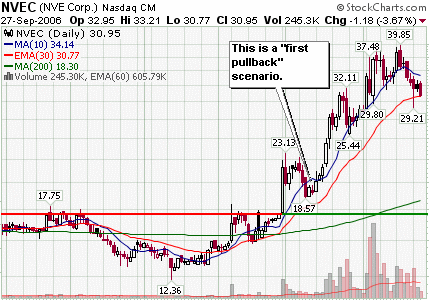 NVEC (NVE Corp.) Nasdaq CM
© StockCharts.com
27-Sep-2006 Op 32.95 Hi 33.21 Lo 30.77 Cl 30.95 Vol 245.3K Chg -1.18 (-3.67%)
NVEC (Daily) 30.95
MA(10) 34.14
EMA(30) 30.77
MA(200) 18.30
Volume 245.30K, EMA(60) 605.79K
This is a "first
pullback"
scenario.
39.85
37.48
32.11
29.80
29.21
25.44
23.13
18.57
17.75
12.36